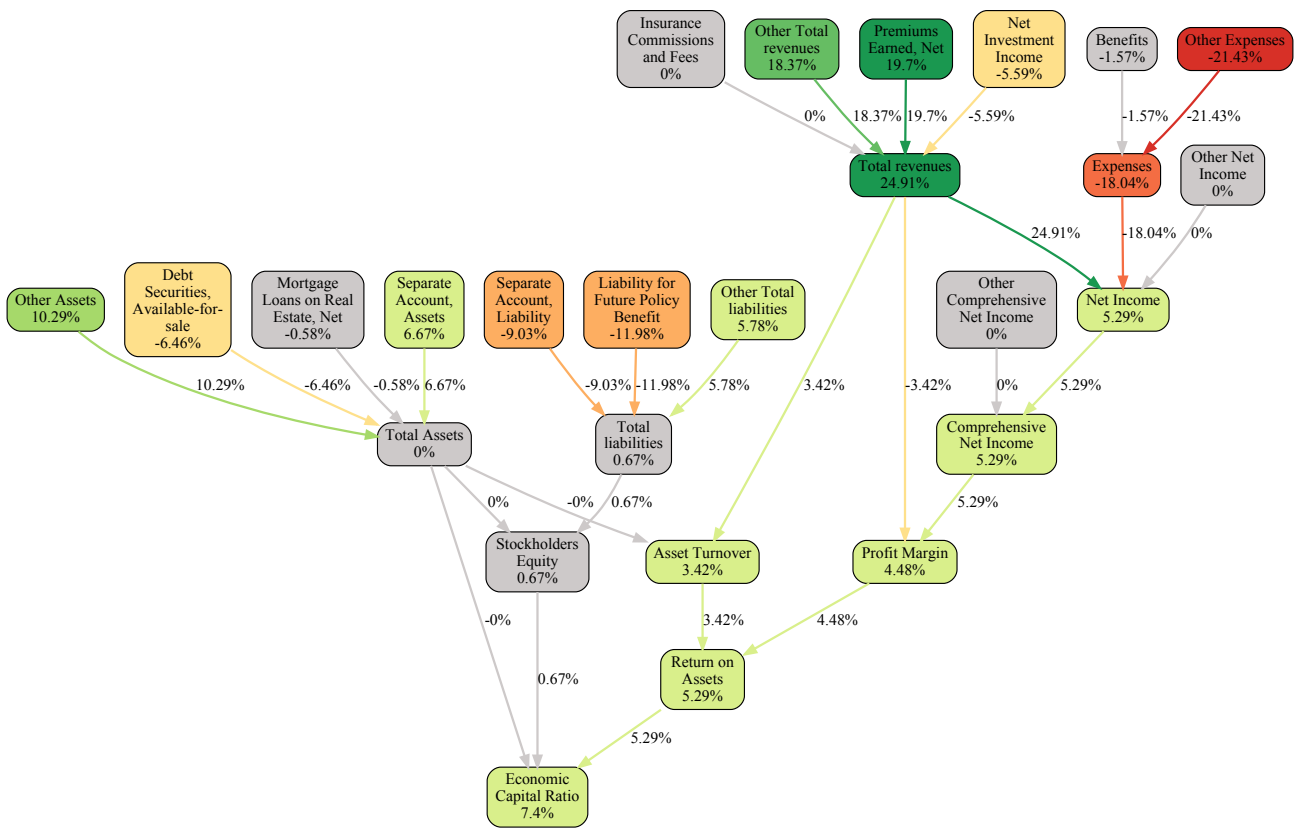 Insurance
Commissions
and Fees
0%
Other Total
revenues
18.37%
Premiums
Earned, Net
19.7%
Net
Investment
Income
-5.59%
Benefits
-1.57%
Other Expenses
-21.43%
0%
18.37%
19.7%
-5.59%
-1.57%
-21.43%
Total revenues
24.91%
Expenses
-18.04%
Other Net
Income
0%
24.91%
-18.04%
0%
Other Assets
10.29%
Debt
Securities,
Available-for-
sale
-6.46%
Mortgage
Loans on Real
Estate, Net
-0.58%
Separate
Account,
Assets
6.67%
Separate
Account,
Liability
-9.03%
Liability for
Future Policy
Benefit
-11.98%
Other Total
liabilities
5.78%
Other
Comprehensive
Net Income
0%
Net Income
5.29%
10.29%
-6.46%
-0.58%
6.67%
-9.03%
-11.98%
5.78%
3.42%
-3.42%
0%
5.29%
Total Assets
0%
Total
liabilities
0.67%
Comprehensive
Net Income
5.29%
0%
-0%
0.67%
5.29%
Stockholders
Equity
0.67%
Asset Turnover
3.42%
Profit Margin
4.48%
-0%
3.42%
4.48%
0.67%
Return on
Assets
5.29%
5.29%
Economic
Capital Ratio
7.4%